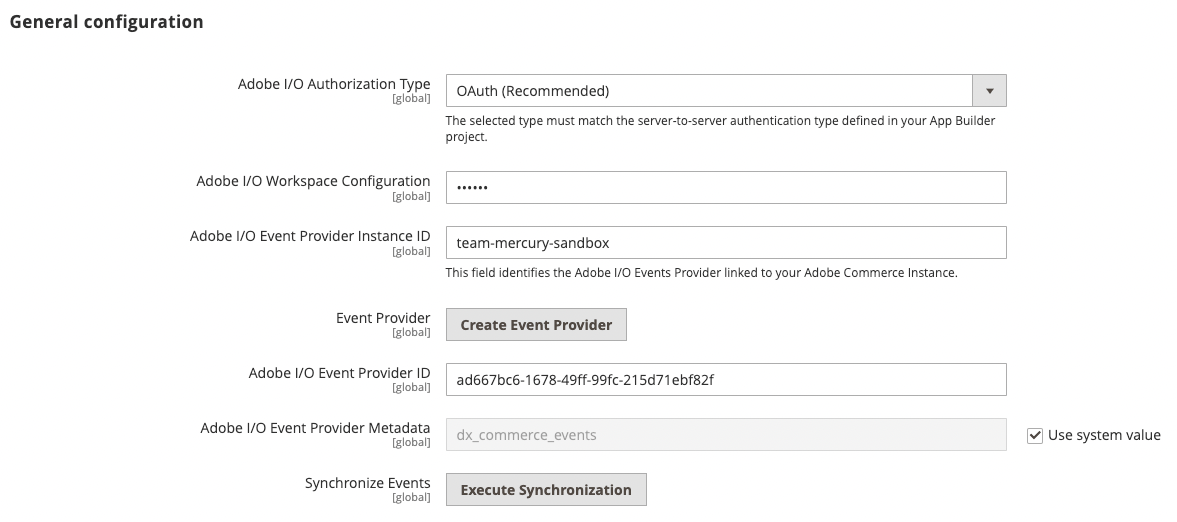 General configuration
Adobe I/O Authorization Type
[global]
OAuth (Recommended)
The selected type must match the server-to-server authentication type defined in your App Builder
project.
Adobe I/O Workspace Configuration
[global]
••••••
Adobe I/O Event Provider Instance ID
[global]
team-mercury-sandbox
This field identifies the Adobe I/O Events Provider linked to your Adobe Commerce Instance.
Event Provider
[global]
Create Event Provider
Adobe I/O Event Provider ID
[global]
ad667bc6-1678-49ff-99fc-215d71ebf82f
Adobe I/O Event Provider Metadata
[global]
dx_commerce_events
Use system value
Synchronize Events
[global]
Execute Synchronization